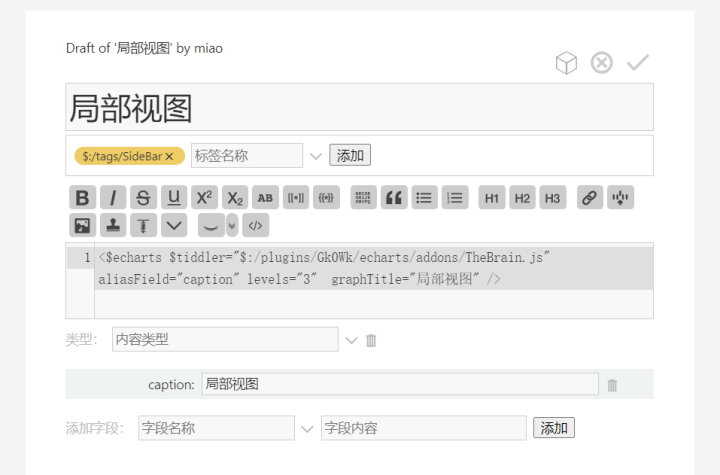 Draft of '局部视图' by miao
局部视图
$:/tags/SideBar × 标签名称 添加
B I S U X² X₂ AB [[•]] {{•}} H1 H2 H3
</>
1 <$echarts $tiddler="$:/plugins/Gk0Wk/echarts/addons/TheBrain.js"
aliasField="caption" levels="3"  graphTitle="局部视图" />
类型: 内容类型
caption: 局部视图
添加字段: 字段名称 字段内容 添加